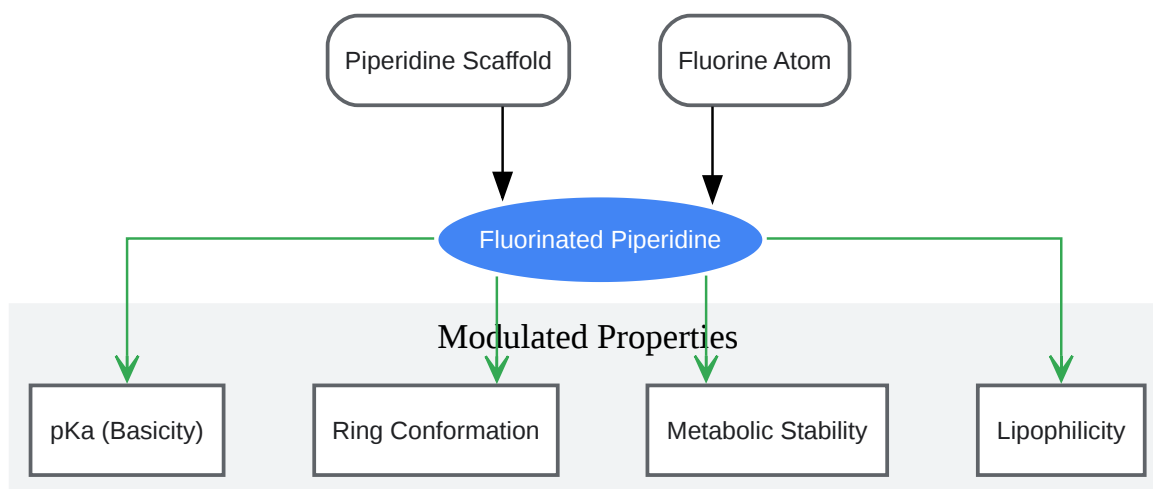 Piperidine Scaffold
Fluorine Atom
Fluorinated Piperidine
Modulated Properties
pKa (Basicity)
Ring Conformation
Metabolic Stability
Lipophilicity